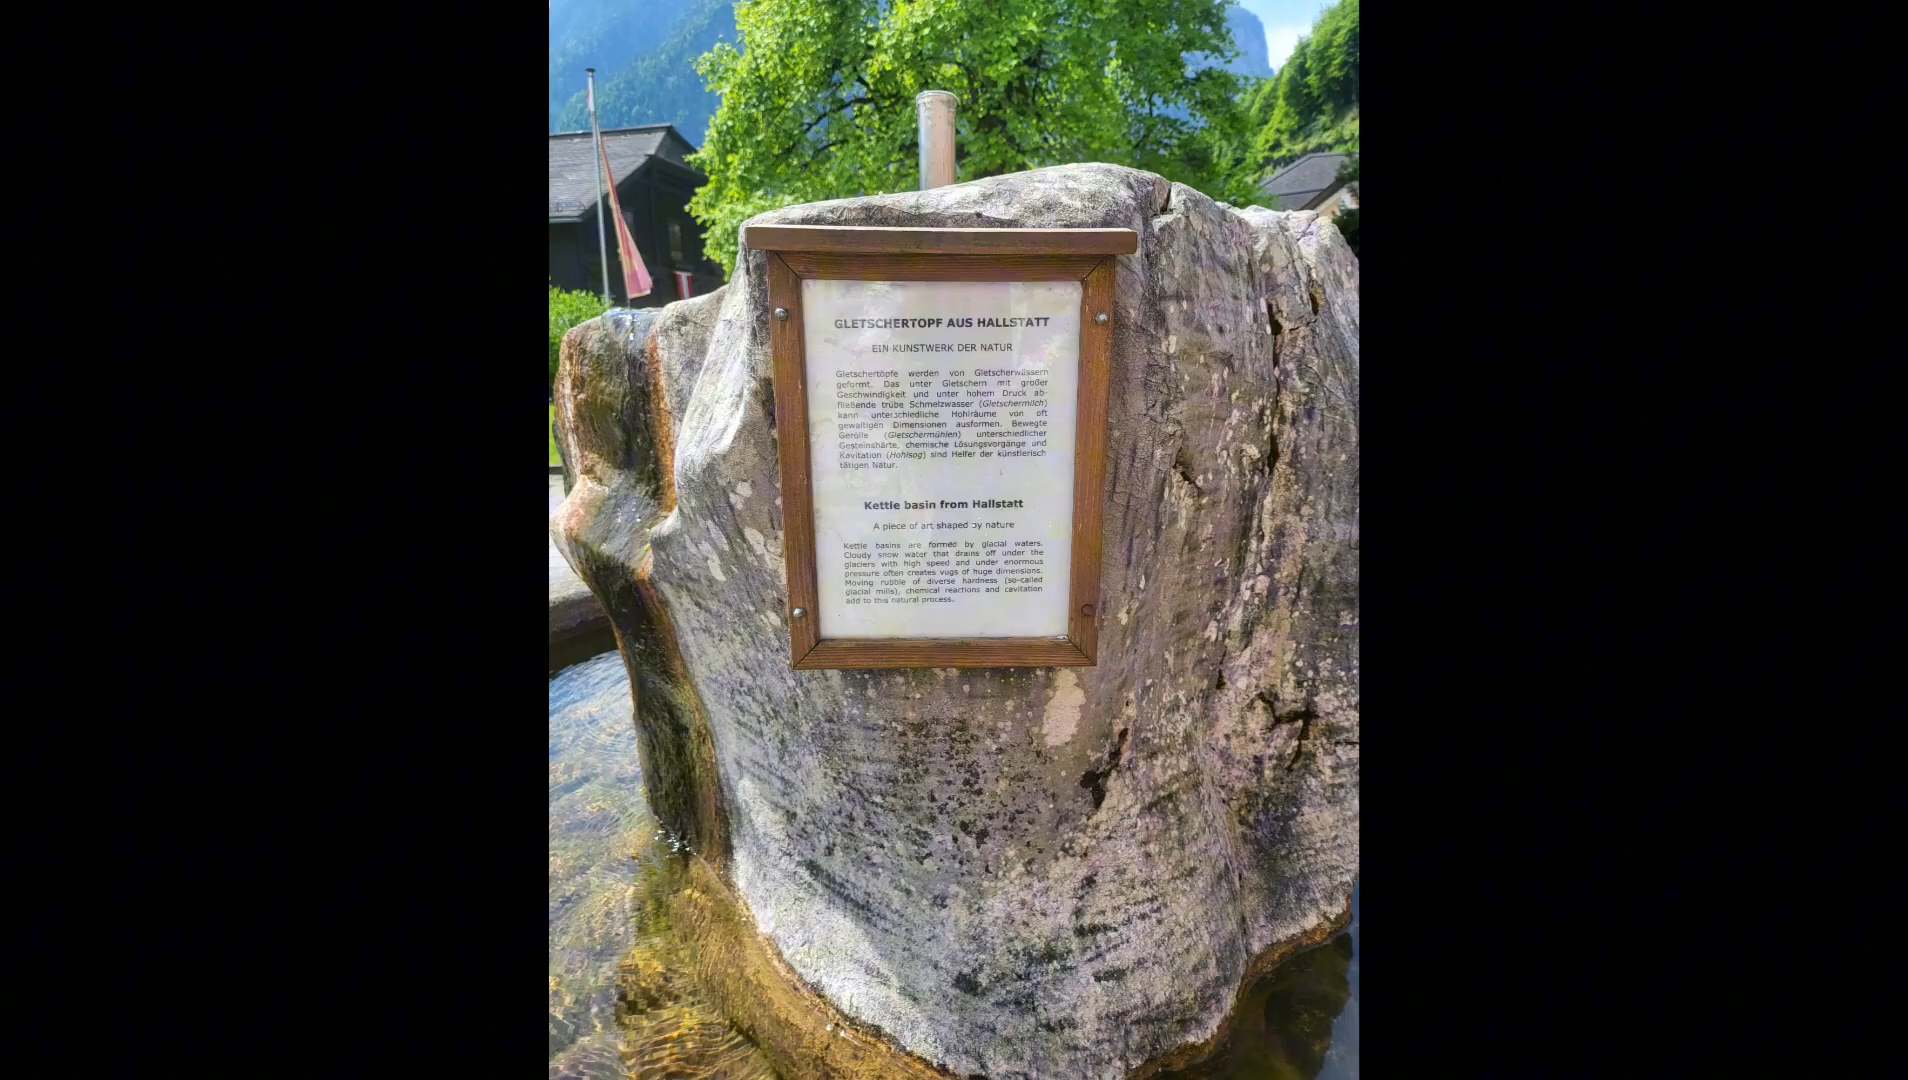 GLETSCHERTOPF AUS HALLSTATT
EIN KUNSTWERK DER NATUR
Gletschertöpfe werden von Gletscherwässern
geformt. Das unter Gletschern mit großer
Geschwindigkeit und unter hohem Druck ab-
fließende trübe Schmelzwasser (Gletschermilch)
kann unterschiedliche Hohlräume von oft
gewaltigen Dimensionen ausformen. Bewegte
Gerölle (Gletschermühlen) unterschiedlicher
Gesteinshärte, chemische Lösungsvorgänge und
Kavitation (Hohlsog) sind Helfer der künstlerisch
tätigen Natur.
Kettle basin from Hallstatt
A piece of art shaped by nature
Kettle basins are formed by glacial waters.
Cloudy snow water that drains off under the
glaciers with high speed and under enormous
pressure often creates vugs of huge dimensions.
Moving rubble of diverse hardness (so-called
glacial mills), chemical reactions and cavitation
add to this natural process.